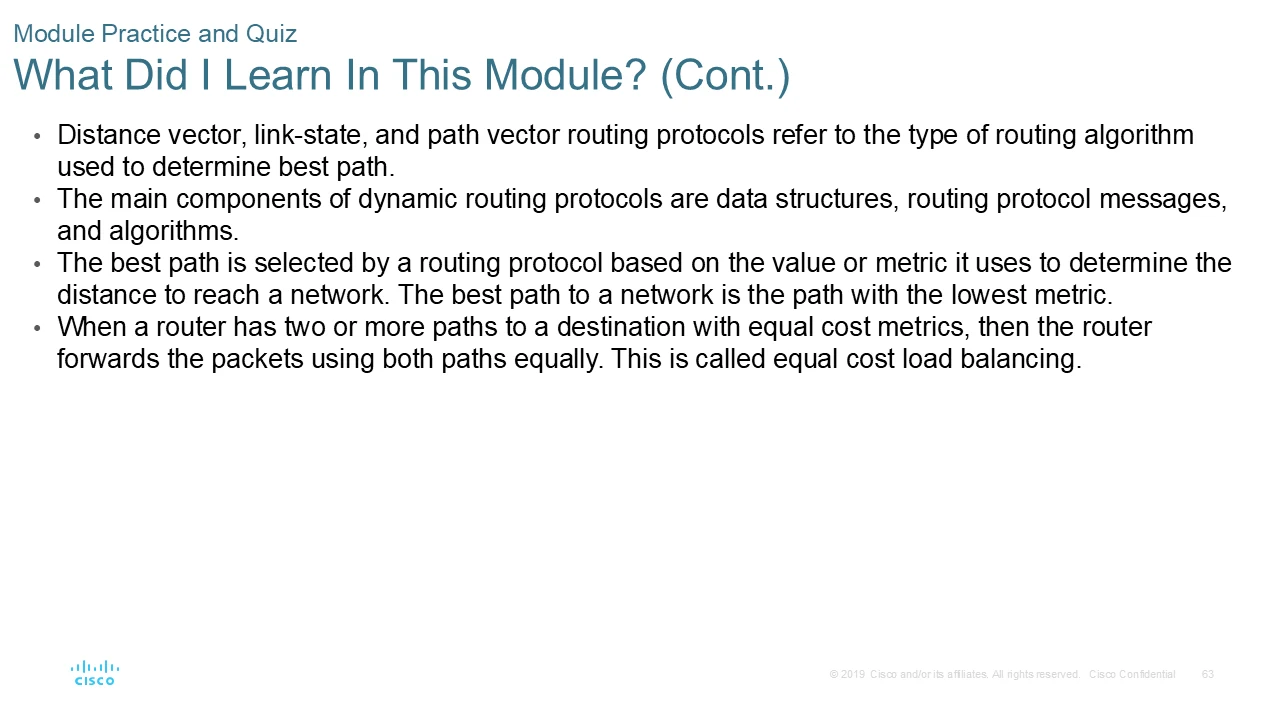 Module Practice and Quiz
What Did I Learn In This Module? (Cont.)
• Distance vector, link-state, and path vector routing protocols refer to the type of routing algorithm
used to determine best path.
• The main components of dynamic routing protocols are data structures, routing protocol messages,
and algorithms.
• The best path is selected by a routing protocol based on the value or metric it uses to determine the
distance to reach a network. The best path to a network is the path with the lowest metric.
• When a router has two or more paths to a destination with equal cost metrics, then the router
forwards the packets using both paths equally. This is called equal cost load balancing.
CISCO
© 2019 Cisco and/or its affiliates. All rights reserved. Cisco Confidential 63